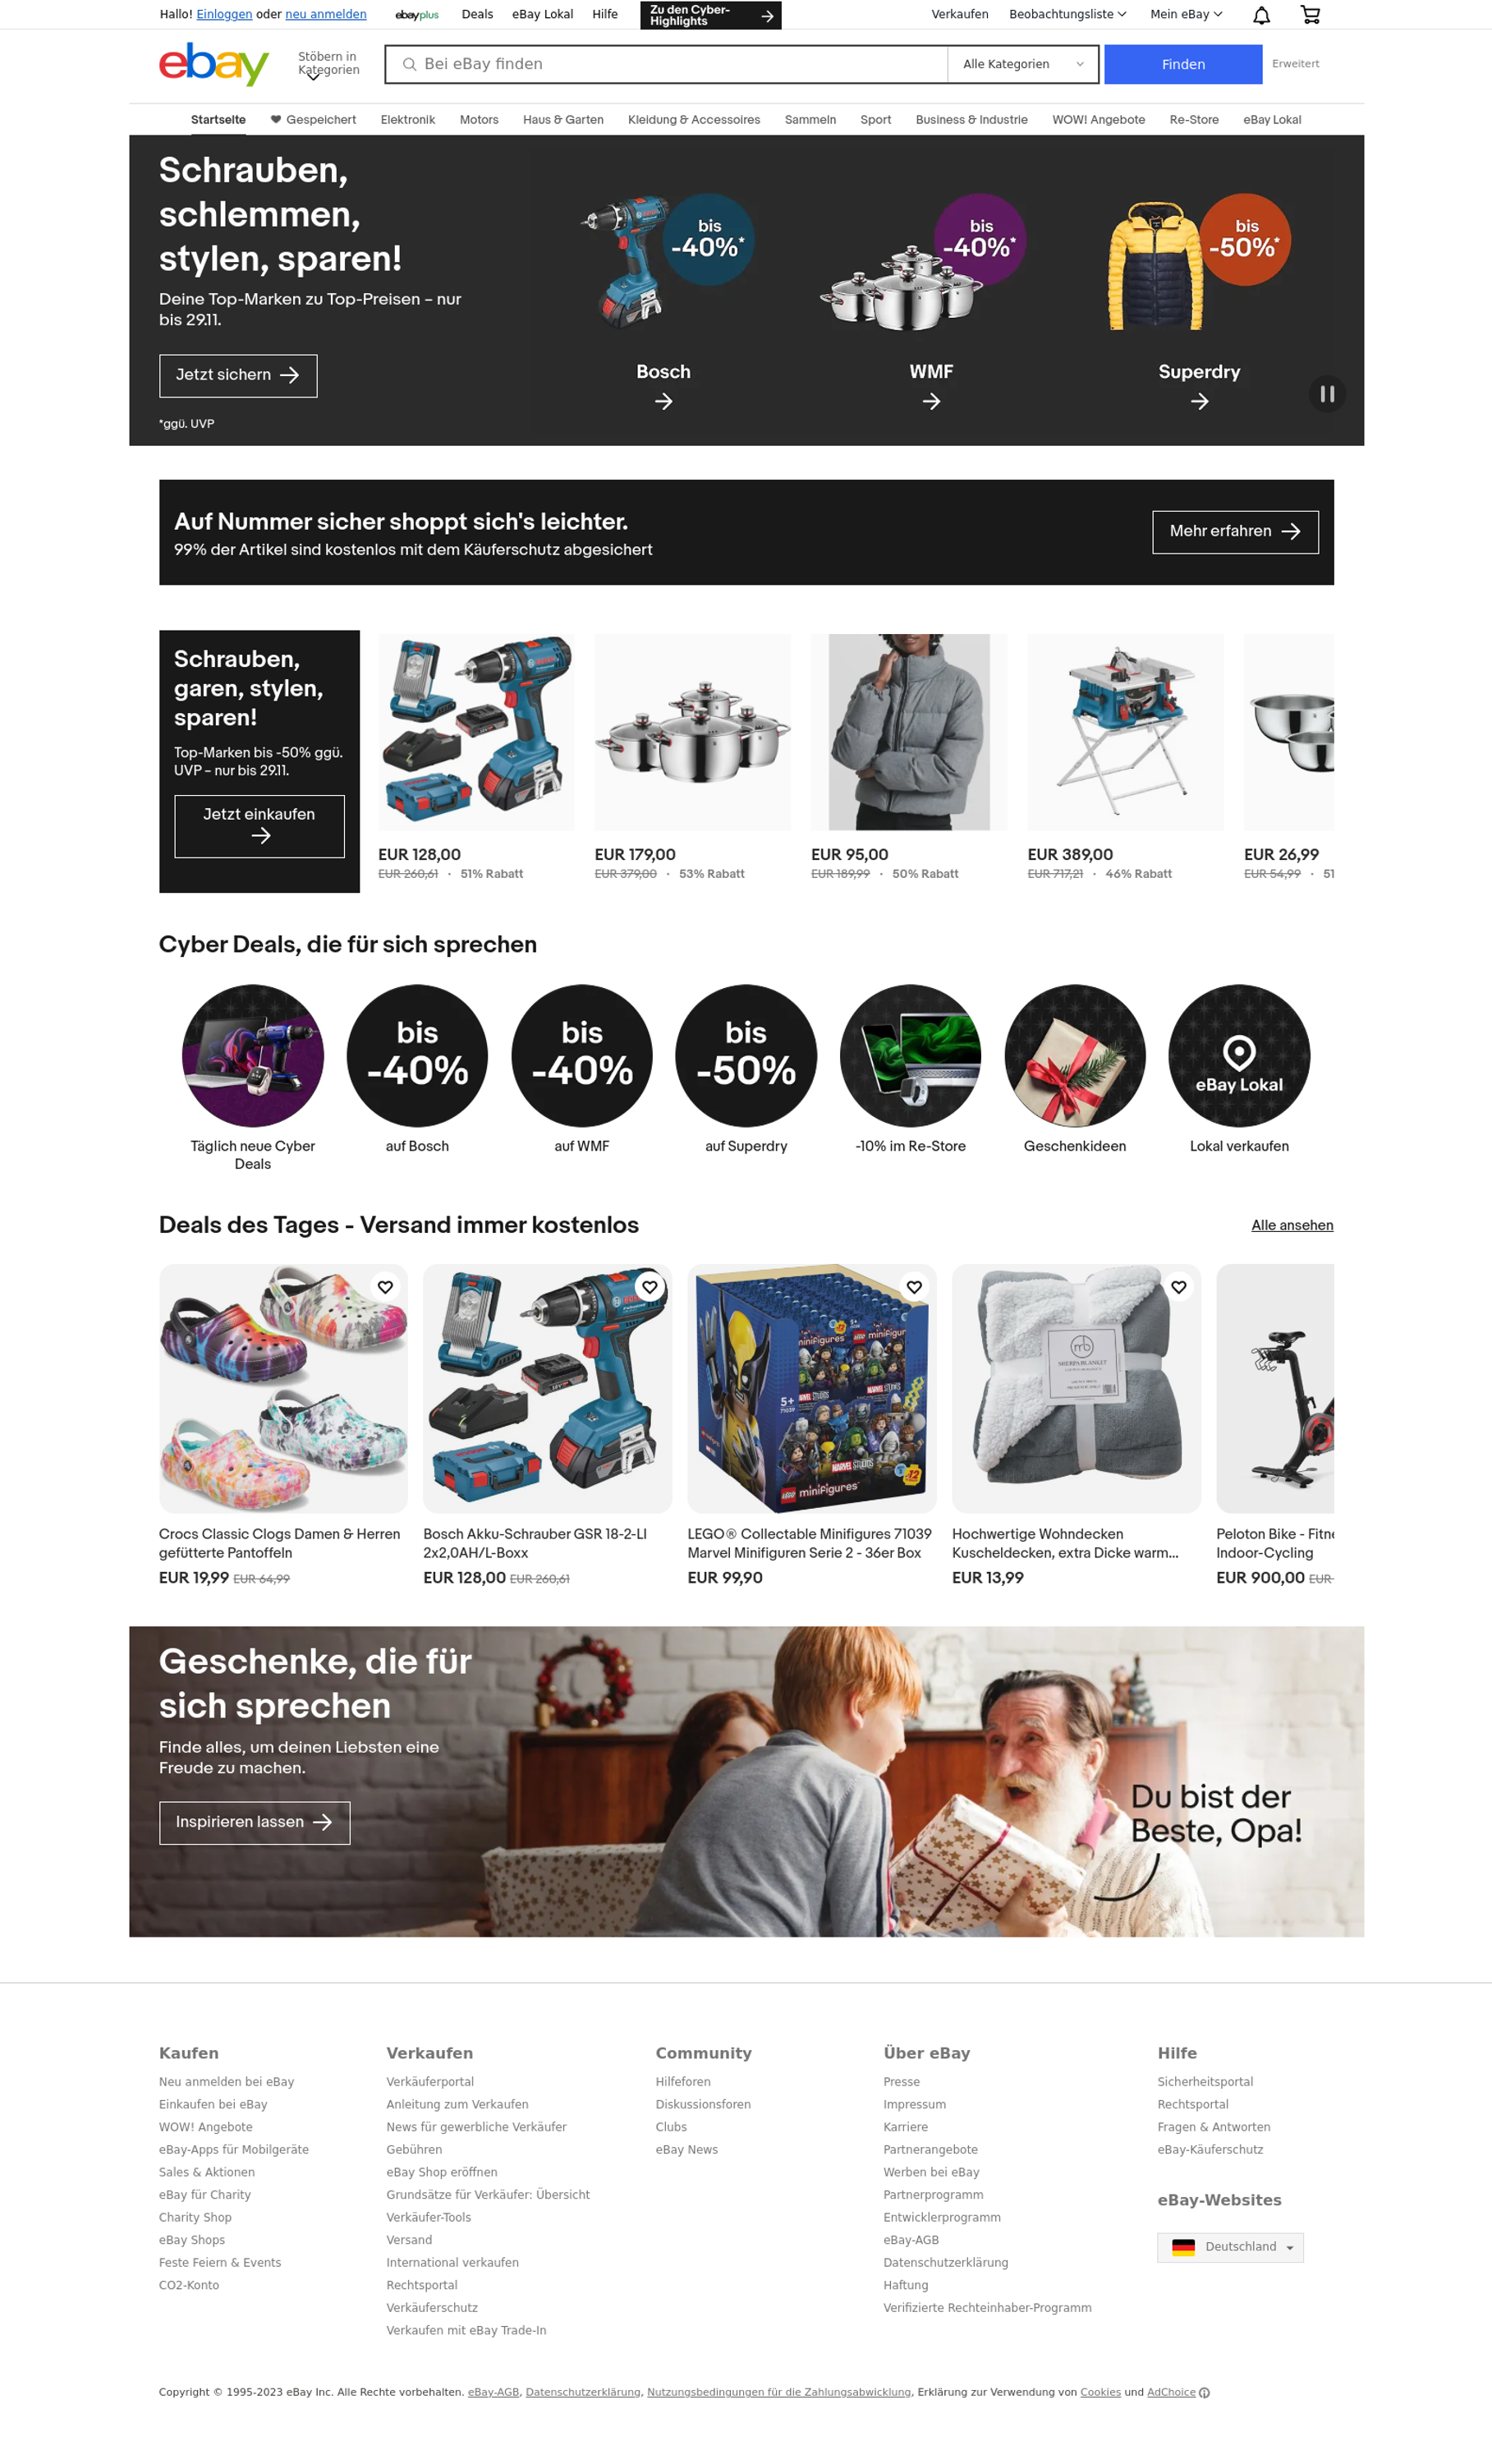 Hallo! Einloggen oder neu anmelden
ebayplus
Deals
eBay Lokal
Hilfe
Zu den Cyber-
Highlights
Verkaufen
Beobachtungsliste
Mein eBay
ebay
Stöbern in
Kategorien
Bei eBay finden
Alle Kategorien
Finden
Erweitert
Startseite
Gespeichert
Elektronik
Motors
Haus & Garten
Kleidung & Accessoires
Sammeln
Sport
Business & Industrie
WOW! Angebote
Re-Store
eBay Lokal
Schrauben,
schlemmen,
stylen, sparen!
Deine Top-Marken zu Top-Preisen – nur
bis 29.11.
Jetzt sichern
*ggü. UVP
bis
-40%*
Bosch
bis
-40%*
WMF
bis
-50%*
Superdry
Auf Nummer sicher shoppt sich's leichter.
99% der Artikel sind kostenlos mit dem Käuferschutz abgesichert
Mehr erfahren
Schrauben,
garen, stylen,
sparen!
Top-Marken bis -50% ggü.
UVP – nur bis 29.11.
Jetzt einkaufen
EUR 128,00
EUR 260,61 · 51% Rabatt
EUR 179,00
EUR 379,00 · 53% Rabatt
EUR 95,00
EUR 189,99 · 50% Rabatt
EUR 389,00
EUR 717,21 · 46% Rabatt
EUR 26,99
EUR 54,99 · 51
Cyber Deals, die für sich sprechen
Täglich neue Cyber
Deals
bis
-40%
auf Bosch
bis
-40%
auf WMF
bis
-50%
auf Superdry
-10% im Re-Store
Geschenkideen
eBay Lokal
Lokal verkaufen
Deals des Tages - Versand immer kostenlos
Alle ansehen
minifigures
5+
71039
MARVEL STUDIOS
LEGO minifigures
12
mb
SHERPA BLANKET
Crocs Classic Clogs Damen & Herren
gefütterte Pantoffeln
EUR 19,99 EUR 64,99
Bosch Akku-Schrauber GSR 18-2-LI
2x2,0AH/L-Boxx
EUR 128,00 EUR 260,61
LEGO® Collectable Minifigures 71039
Marvel Minifiguren Serie 2 - 36er Box
EUR 99,90
Hochwertige Wohndecken
Kuscheldecken, extra Dicke warm...
EUR 13,99
Peloton Bike - Fitne
Indoor-Cycling
EUR 900,00 EUR
Geschenke, die für
sich sprechen
Finde alles, um deinen Liebsten eine
Freude zu machen.
Inspirieren lassen
Du bist der
Beste, Opa!
Kaufen
Neu anmelden bei eBay
Einkaufen bei eBay
WOW! Angebote
eBay-Apps für Mobilgeräte
Sales & Aktionen
eBay für Charity
Charity Shop
eBay Shops
Feste Feiern & Events
CO2-Konto
Verkaufen
Verkäuferportal
Anleitung zum Verkaufen
News für gewerbliche Verkäufer
Gebühren
eBay Shop eröffnen
Grundsätze für Verkäufer: Übersicht
Verkäufer-Tools
Versand
International verkaufen
Rechtsportal
Verkäuferschutz
Verkaufen mit eBay Trade-In
Community
Hilfeforen
Diskussionsforen
Clubs
eBay News
Über eBay
Presse
Impressum
Karriere
Partnerangebote
Werben bei eBay
Partnerprogramm
Entwicklerprogramm
eBay-AGB
Datenschutzerklärung
Haftung
Verifizierte Rechteinhaber-Programm
Hilfe
Sicherheitsportal
Rechtsportal
Fragen & Antworten
eBay-Käuferschutz
eBay-Websites
Deutschland
Copyright © 1995-2023 eBay Inc. Alle Rechte vorbehalten. eBay-AGB, Datenschutzerklärung, Nutzungsbedingungen für die Zahlungsabwicklung, Erklärung zur Verwendung von Cookies und AdChoice